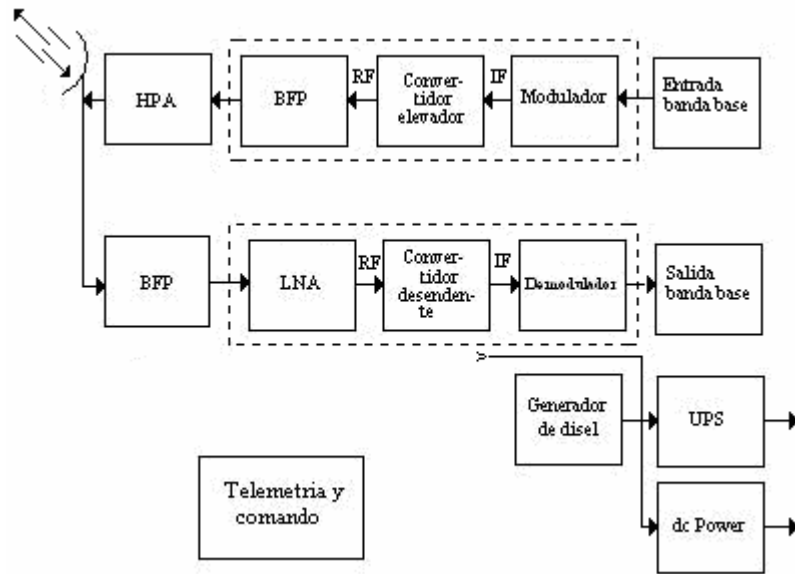 HPA
BFP
RF
Conver-
tidor
elevador
IF
Modulador
Entrada
banda base
BFP
LNA
RF
Conver-
tidor
desenden-
te
IF
Demodulador
Salida
banda base
Generador
de disel
UPS
Telemetria y
comando
dc Power